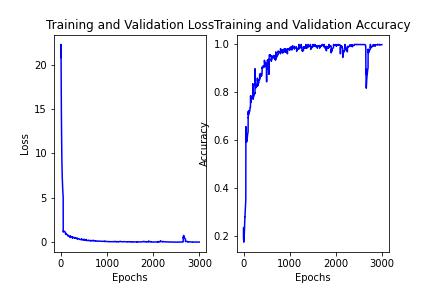 Training and Validation Loss
20
15
10
5
0
Loss
0 1000 2000 3000
Epochs
Training and Validation Accuracy
1.0
0.8
0.6
0.4
0.2
Accuracy
0 1000 2000 3000
Epochs